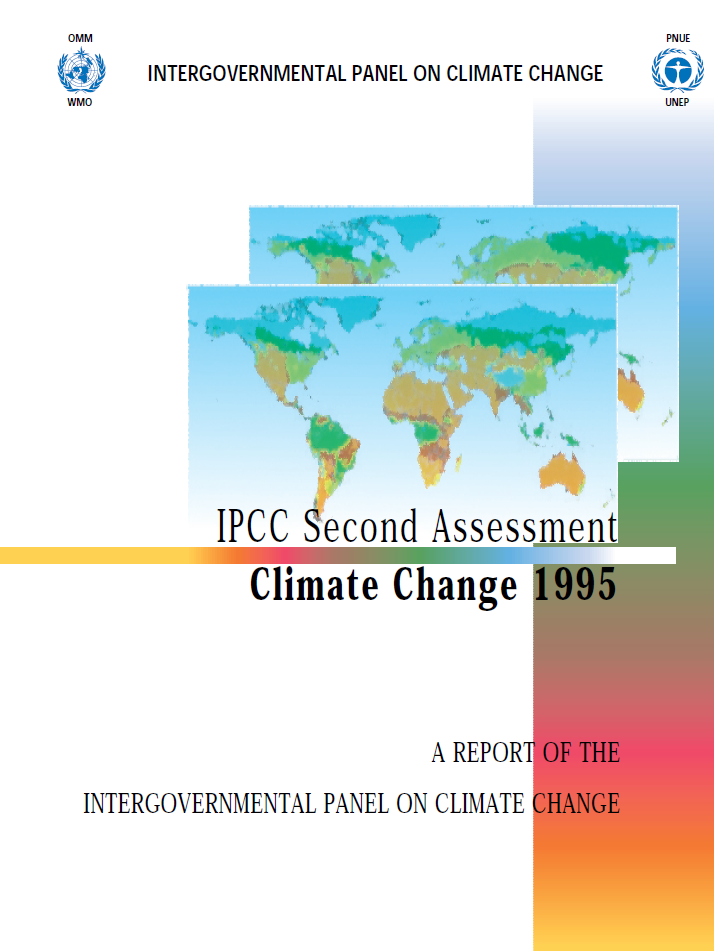 OMM
WMO
INTERGOVERNMENTAL PANEL ON CLIMATE CHANGE
PNUE
UNEP
IPCC Second Assessment
Climate Change 1995
A REPORT OF THE
INTERGOVERNMENTAL PANEL ON CLIMATE CHANGE